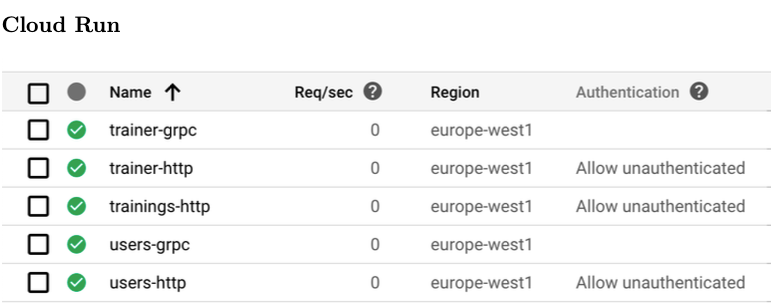 Cloud Run
Name ↑ Req/sec ? Region Authentication ?
trainer-grpc 0 europe-west1
trainer-http 0 europe-west1 Allow unauthenticated
trainings-http 0 europe-west1 Allow unauthenticated
users-grpc 0 europe-west1
users-http 0 europe-west1 Allow unauthenticated